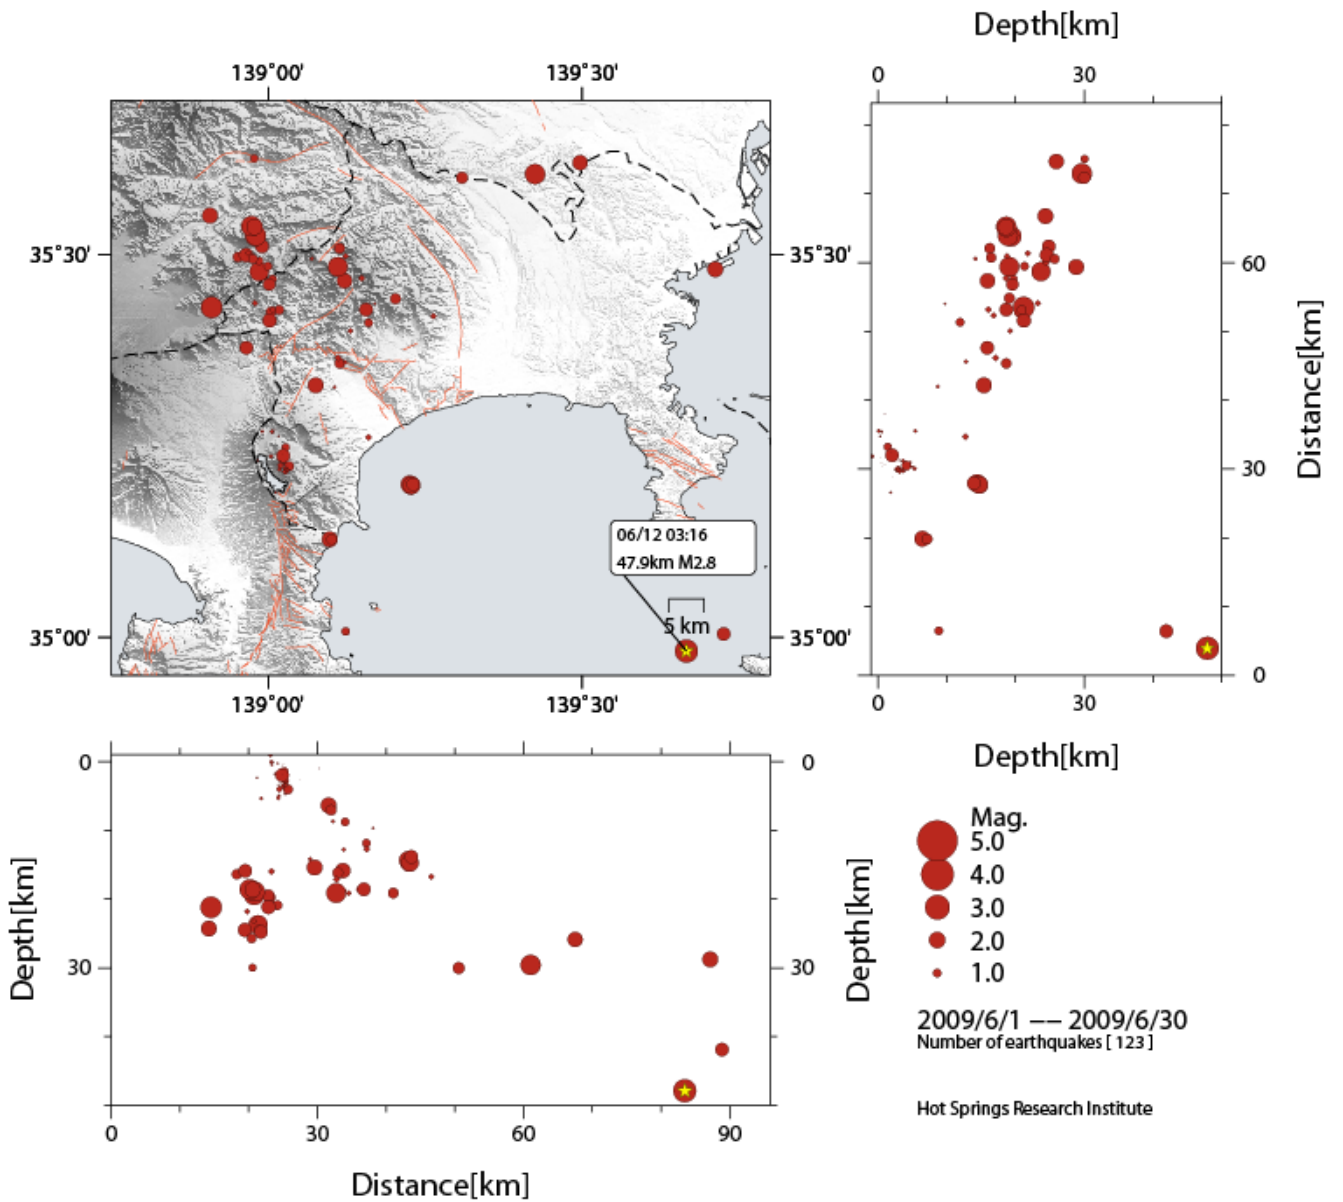 Depth[km]
139°00'
139°30'
0
30
35°30'
35°30'
60
30
0
Distance[km]
06/12 03:16
47.9km M2.8
5 km
35°00'
35°00'
139°00'
139°30'
0
30
Depth[km]
0
30
Depth[km]
0
30
Depth[km]
0
30
60
90
Distance[km]
Mag.
5.0
4.0
3.0
2.0
1.0
2009/6/1 −− 2009/6/30
Number of earthquakes [ 123 ]
Hot Springs Research Institute